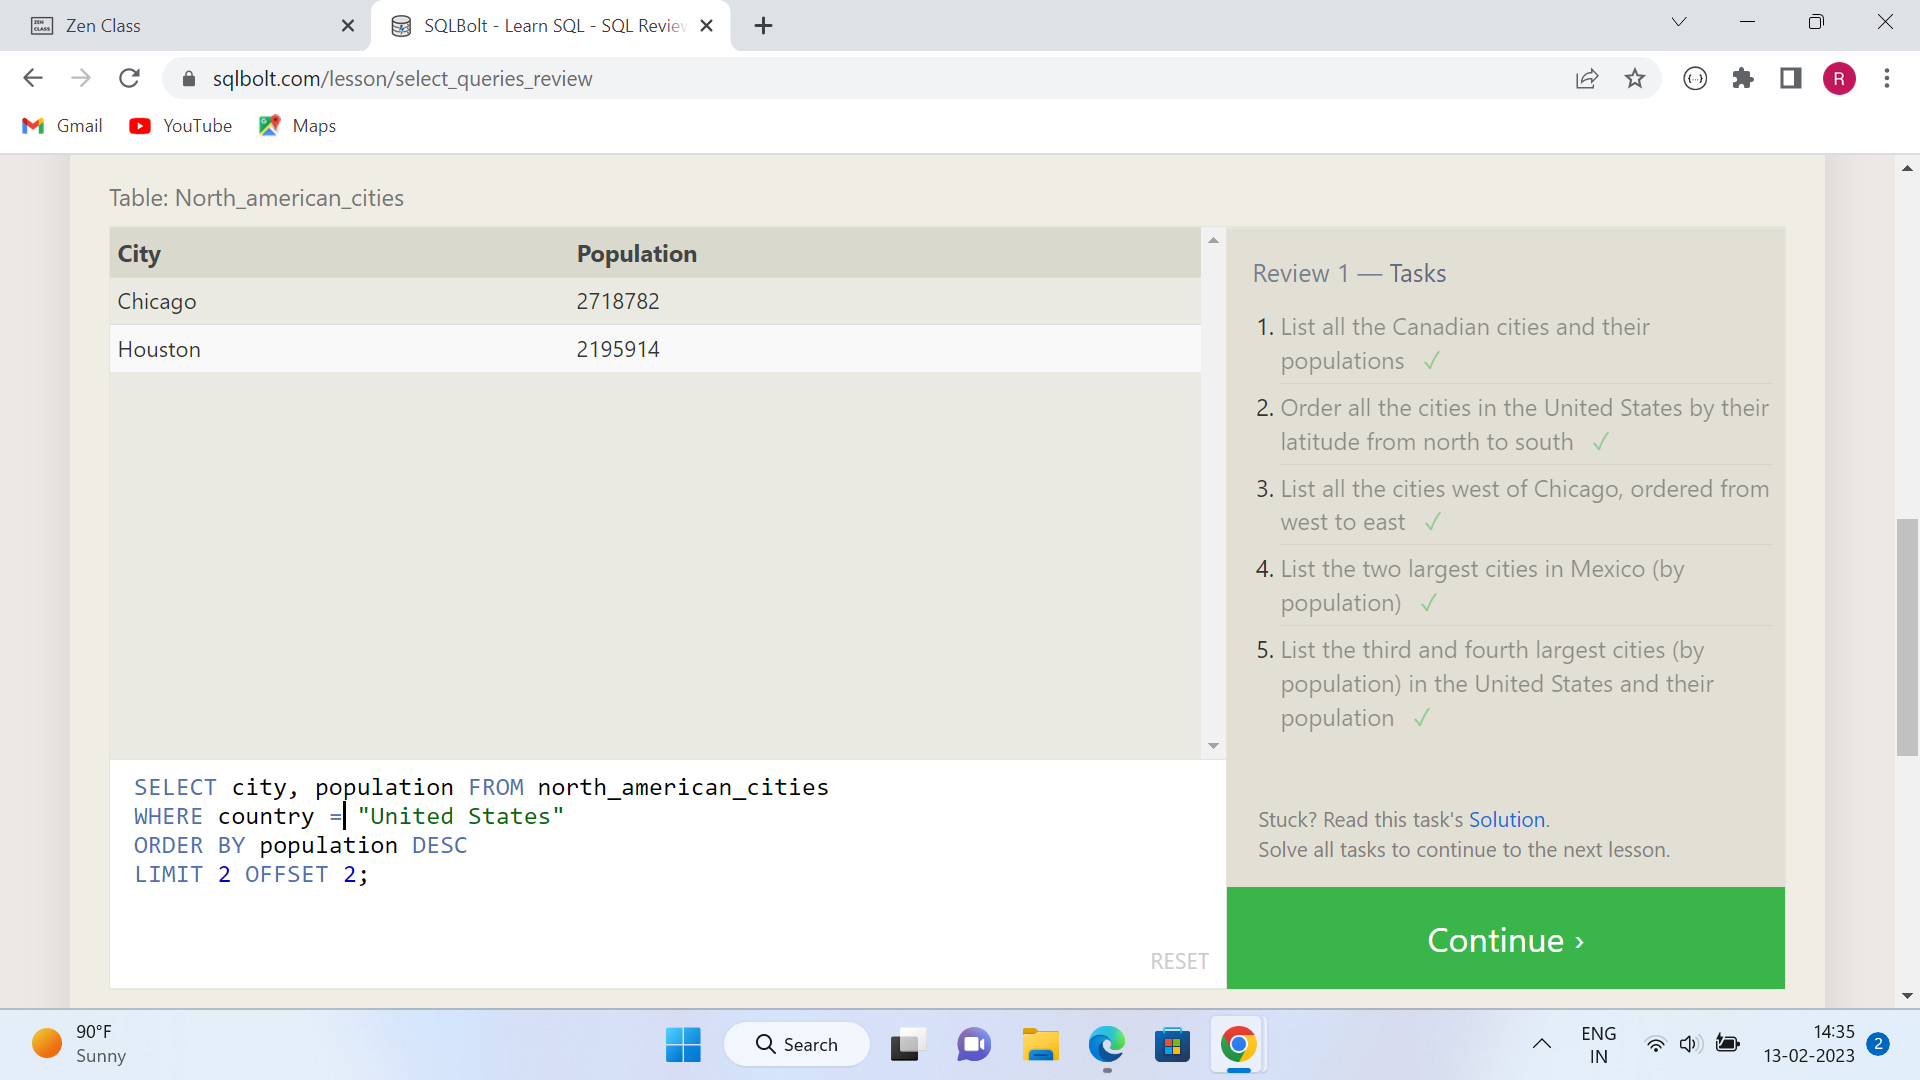 Zen Class
SQLBolt - Learn SQL - SQL Review
sqlbolt.com/lesson/select_queries_review
R
Gmail
YouTube
Maps
Table: North_american_cities
City Population
Chicago 2718782
Houston 2195914
Review 1 — Tasks
1. List all the Canadian cities and their
populations ✓
2. Order all the cities in the United States by their
latitude from north to south ✓
3. List all the cities west of Chicago, ordered from
west to east ✓
4. List the two largest cities in Mexico (by
population) ✓
5. List the third and fourth largest cities (by
population) in the United States and their
population ✓
SELECT city, population FROM north_american_cities
WHERE country = "United States"
ORDER BY population DESC
LIMIT 2 OFFSET 2;
RESET
Stuck? Read this task's Solution.
Solve all tasks to continue to the next lesson.
Continue ›
90°F
Sunny
Search
ENG
IN
14:35
13-02-2023
2